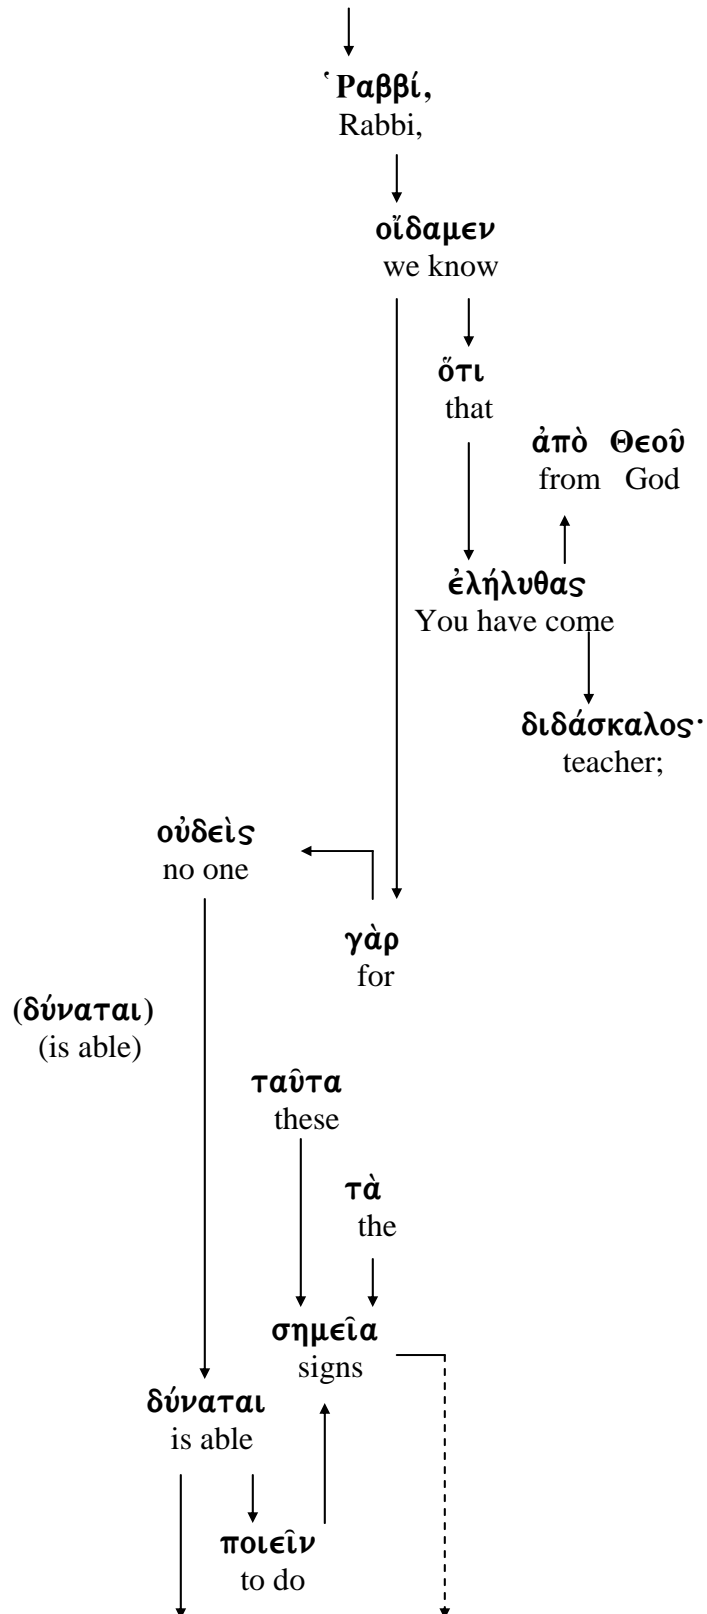 ῾Ραββί,
Rabbi,
οἴδαμεν
we know
ὅτι
that
ἀπὸ Θεοῦ
from God
ἐλήλυθας
You have come
διδάσκαλος·
teacher;
οὐδεὶς
no one
γὰρ
for
(δύναται)
(is able)
ταῦτα
these
τὰ
the
σημεῖα
signs
δύναται
is able
ποιεῖν
to do